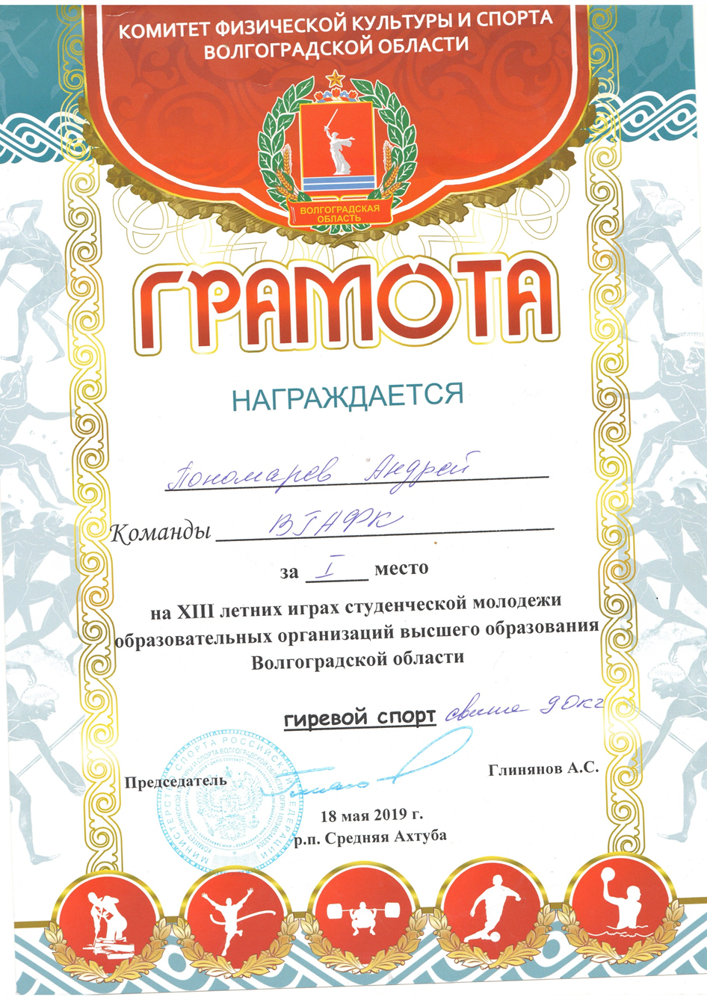 КОМИТЕТ ФИЗИЧЕСКОЙ КУЛЬТУРЫ И СПОРТА
ВОЛГОГРАДСКОЙ ОБЛАСТИ
ВОЛГОГРАДСКАЯ
ОБЛАСТЬ
ГРАМОТА
НАГРАЖДАЕТСЯ
Пономарев Андрей
Команды ВГАФК
за I место
на XIII летних играх студенческой молодежи
образовательных организаций высшего образования
Волгоградской области
гиревой спорт свыше 90кг
МИНИСТЕРСТВО СПОРТА РОССИЙСКОЙ ФЕДЕРАЦИИ
Председатель
Глинянов А.С.
18 мая 2019 г.
р.п. Средняя Ахтуба